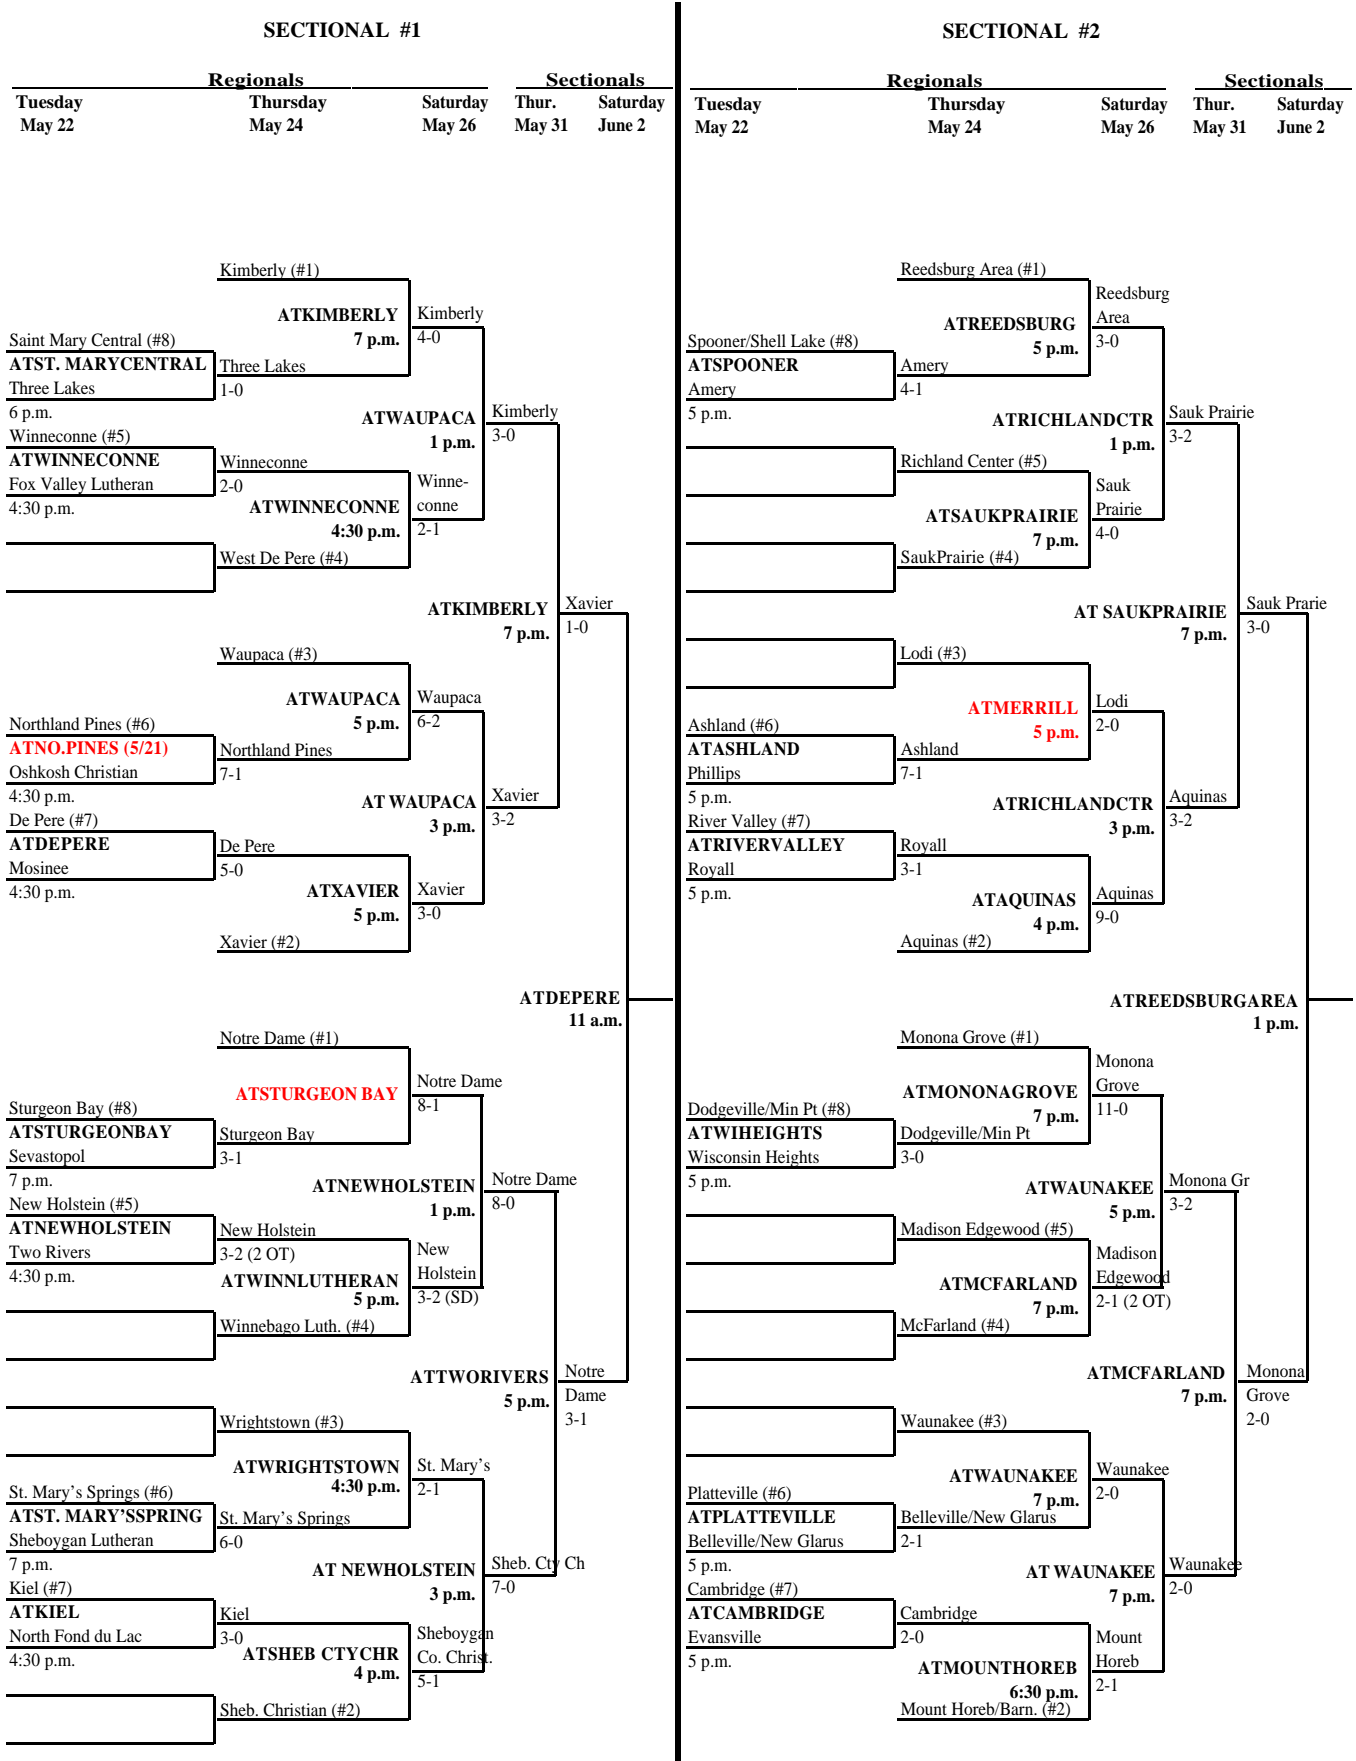 SECTIONAL #1
Regionals
Sectionals
Tuesday
May 22
Thursday
May 24
Saturday
May 26
Thur.
May 31
Saturday
June 2
Kimberly (#1)
ATKIMBERLY
7 p.m.
Kimberly
4-0
Saint Mary Central (#8)
ATST. MARYCENTRAL
Three Lakes
6 p.m.
Three Lakes
1-0
ATWAUPACA
1 p.m.
Kimberly
3-0
Winneconne (#5)
ATWINNECONNE
Fox Valley Lutheran
4:30 p.m.
Winneconne
2-0
ATWINNECONNE
4:30 p.m.
Winne-
conne
2-1
West De Pere (#4)
ATKIMBERLY
7 p.m.
Xavier
1-0
Waupaca (#3)
ATWAUPACA
5 p.m.
Waupaca
6-2
Northland Pines (#6)
ATNO.PINES (5/21)
Oshkosh Christian
4:30 p.m.
Northland Pines
7-1
AT WAUPACA
3 p.m.
Xavier
3-2
De Pere (#7)
ATDEPERE
Mosinee
4:30 p.m.
De Pere
5-0
ATXAVIER
5 p.m.
Xavier
3-0
Xavier (#2)
ATDEPERE
11 a.m.
Notre Dame (#1)
ATSTURGEON BAY
Notre Dame
8-1
Sturgeon Bay (#8)
ATSTURGEONBAY
Sevastopol
7 p.m.
Sturgeon Bay
3-1
ATNEWHOLSTEIN
1 p.m.
Notre Dame
8-0
New Holstein (#5)
ATNEWHOLSTEIN
Two Rivers
4:30 p.m.
New Holstein
3-2 (2 OT)
ATWINNLUTHERAN
5 p.m.
New
Holstein
3-2 (SD)
Winnebago Luth. (#4)
ATTWORIVERS
5 p.m.
Notre
Dame
3-1
Wrightstown (#3)
ATWRIGHTSTOWN
4:30 p.m.
St. Mary's
2-1
St. Mary's Springs (#6)
ATST. MARY'SSPRING
Sheboygan Lutheran
7 p.m.
St. Mary's Springs
6-0
AT NEWHOLSTEIN
3 p.m.
Sheb. Cty Ch
7-0
Kiel (#7)
ATKIEL
North Fond du Lac
4:30 p.m.
Kiel
3-0
ATSHEB CTYCHR
4 p.m.
Sheboygan
Co. Christ.
5-1
Sheb. Christian (#2)
SECTIONAL #2
Regionals
Sectionals
Tuesday
May 22
Thursday
May 24
Saturday
May 26
Thur.
May 31
Saturday
June 2
Reedsburg Area (#1)
ATREEDSBURG
5 p.m.
Reedsburg
Area
3-0
Spooner/Shell Lake (#8)
ATSPOONER
Amery
5 p.m.
Amery
4-1
ATRICHLANDCTR
1 p.m.
Sauk Prairie
3-2
Richland Center (#5)
ATSAUKPRAIRIE
7 p.m.
Sauk
Prairie
4-0
SaukPrairie (#4)
AT SAUKPRAIRIE
7 p.m.
Sauk Prarie
3-0
Lodi (#3)
ATMERRILL
5 p.m.
Lodi
2-0
Ashland (#6)
ATASHLAND
Phillips
5 p.m.
Ashland
7-1
ATRICHLANDCTR
3 p.m.
Aquinas
3-2
River Valley (#7)
ATRIVERVALLEY
Royall
5 p.m.
Royall
3-1
ATAQUINAS
4 p.m.
Aquinas
9-0
Aquinas (#2)
ATREEDSBURGAREA
1 p.m.
Monona Grove (#1)
ATMONONAGROVE
7 p.m.
Monona
Grove
11-0
Dodgeville/Min Pt (#8)
ATWIHEIGHTS
Wisconsin Heights
5 p.m.
Dodgeville/Min Pt
3-0
ATWAUNAKEE
5 p.m.
Monona Gr
3-2
Madison Edgewood (#5)
ATMCFARLAND
7 p.m.
Madison
Edgewood
2-1 (2 OT)
McFarland (#4)
ATMCFARLAND
7 p.m.
Monona
Grove
2-0
Waunakee (#3)
ATWAUNAKEE
7 p.m.
Waunakee
2-0
Platteville (#6)
ATPLATTEVILLE
Belleville/New Glarus
5 p.m.
Belleville/New Glarus
2-1
AT WAUNAKEE
7 p.m.
Waunakee
2-0
Cambridge (#7)
ATCAMBRIDGE
Evansville
5 p.m.
Cambridge
2-0
ATMOUNTHOREB
6:30 p.m.
Mount
Horeb
2-1
Mount Horeb/Barn. (#2)